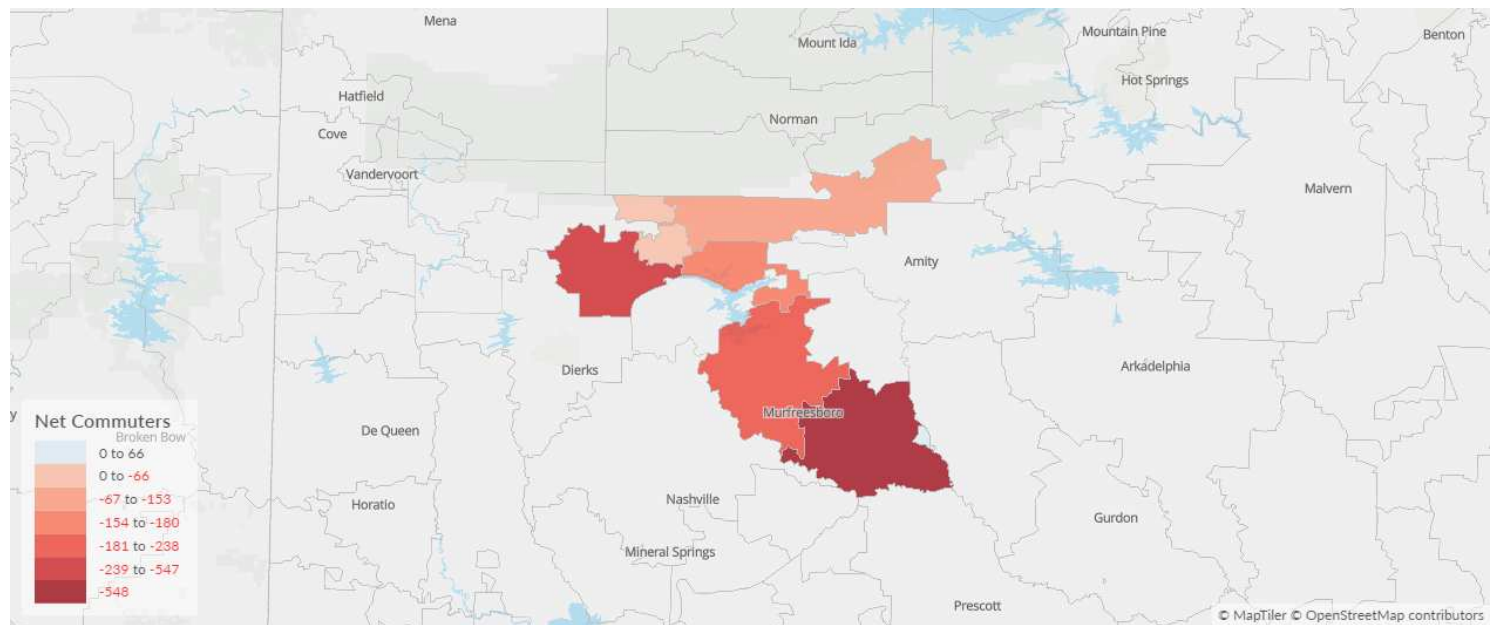 Mena
Mount Ida
Mountain Pine
Benton
Hatfield
Hot Springs
Cove
Norman
Vandervoort
Malvern
Amity
Dierks
Arkadelphia
Murfreesboro
y
De Queen
Nashville
Horatio
Gurdon
Mineral Springs
Prescott
Net Commuters
Broken Bow
0 to 66
0 to -66
-67 to -153
-154 to -180
-181 to -238
-239 to -547
-548
© MapTiler © OpenStreetMap contributors